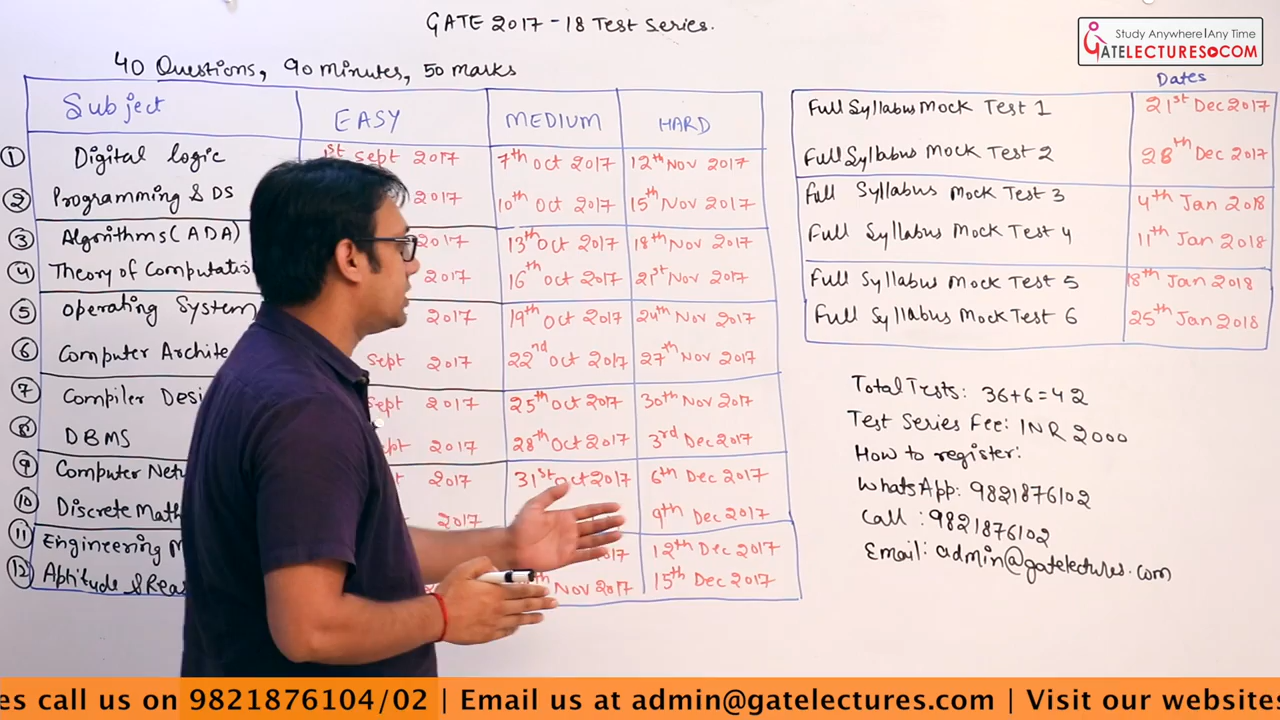 GATE 2017-18 Test Series.
Study Anywhere|Any Time
GATELECTURES.COM
40 Questions, 90 minutes, 50 marks
Dates
Subject EASY MEDIUM HARD
1 Digital logic 1st Sept 2017 7th Oct 2017 12th Nov 2017
2 Programming & DS 2017 10th Oct 2017 15th Nov 2017
3 Algorithms (ADA) 2017 13th Oct 2017 18th Nov 2017
4 Theory of 2017 16th Oct 2017 21st Nov 2017
5 Operating System 2017 19th Oct 2017 24th Nov 2017
6 Computer Sept 2017 22nd Oct 2017 27th Nov 2017
7 Compiler Sept 2017 25th Oct 2017 30th Nov 2017
8 DBMS Sept 2017 28th Oct 2017 3rd Dec 2017
9 Computer 2017 31st Oct 2017 6th Dec 2017
10 Discrete 2017 9th Dec 2017
11 Engineering 2017 12th Dec 2017
12 Aptitude & Nov 2017 15th Dec 2017
Full Syllabus Mock Test 1 21st Dec 2017
Full Syllabus Mock Test 2 28th Dec 2017
Full Syllabus Mock Test 3 4th Jan 2018
Full Syllabus Mock Test 4 11th Jan 2018
Full Syllabus Mock Test 5 18th Jan 2018
Full Syllabus Mock Test 6 25th Jan 2018
Total Tests: 36+6=42
Test Series Fee: INR 2000
How to register:
WhatsApp: 9821876102
Call: 9821876102
Email: admin@gatelectures.com
es call us on 9821876104/02 | Email us at admin@gatelectures.com | Visit our websites